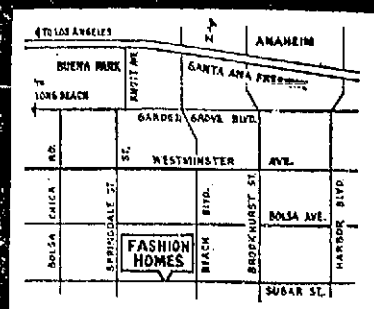 TO LOS ANGELES
N
ANAHEIM
BUENA PARK
KNOTT AVE
SANTA ANA FREEWAY
TO
LONG BEACH
GARDEN GROVE BLVD.
BOLSA CHICA RD.
SPRINGDALE ST.
WESTMINSTER AVE.
BEACH BLVD.
BROOKHURST ST.
BOLSA AVE.
HARBOR BLVD.
FASHION
HOMES
SUGAR ST.